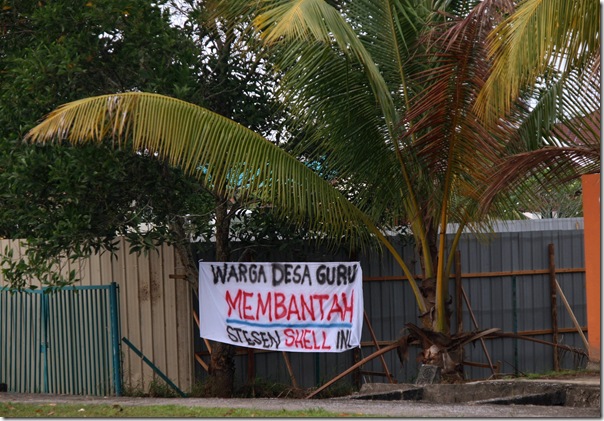 WARGA DESA GURU
MEMBANTAH
STESEN SHELL INI